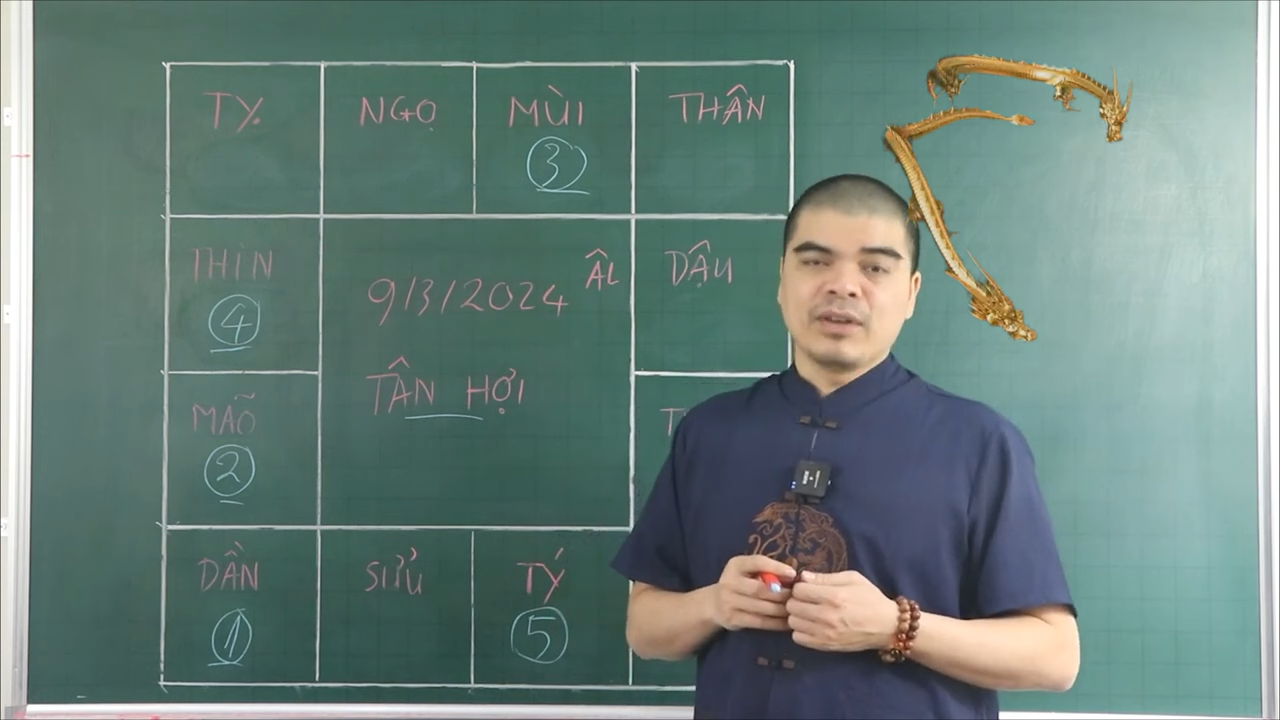 TỴ NGỌ MÙI THÂN
③
THÌN
④
9/3/2024 ÂL
TÂN HỢI
DẬU
MÃO
②
T
DẦN SỬU TÝ
① ⑤